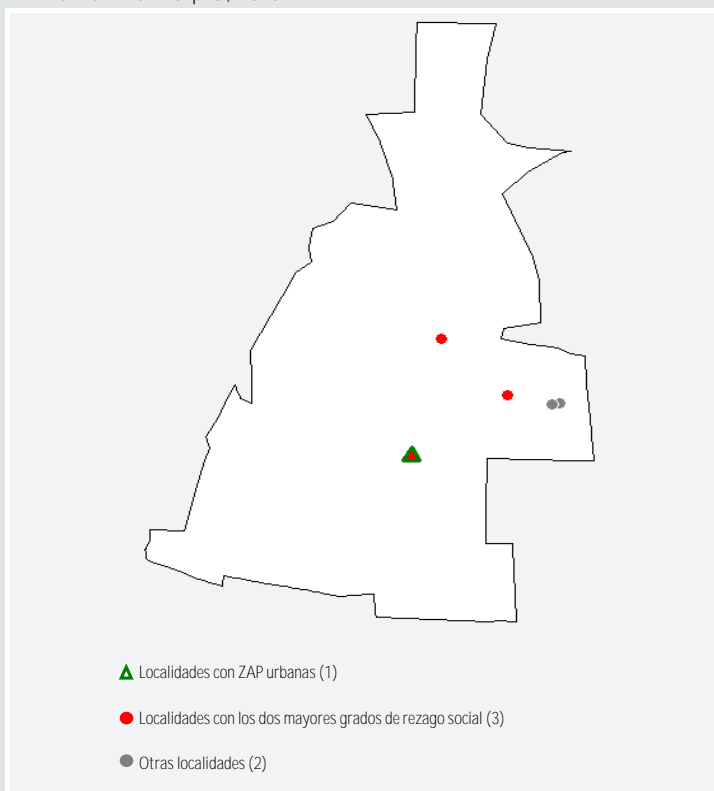 Localidades con ZAP urbanas (1)
Localidades con los dos mayores grados de rezago social (3)
Otras localidades (2)